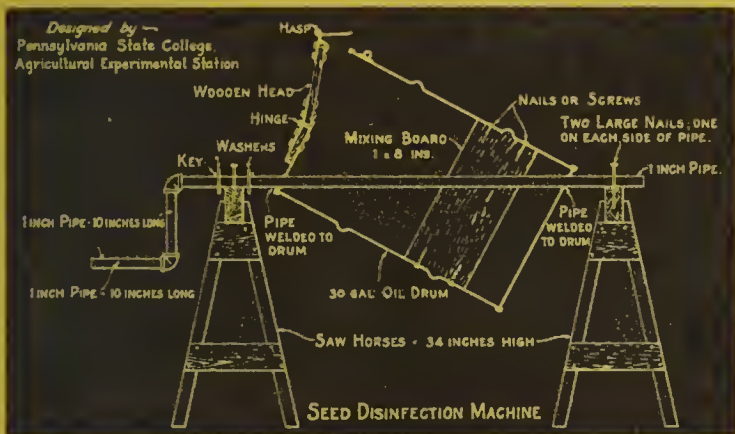 Designed by —
Pennsylvania State College,
Agricultural Experimental Station
HASP
WOODEN HEAD
HINGE
WASHERS
KEY
NAILS OR SCREWS
MIXING BOARD
1 x 8 INS.
TWO LARGE NAILS; ONE
ON EACH SIDE OF PIPE.
1 INCH PIPE.
1 INCH PIPE - 10 INCHES LONG
PIPE
WELDED TO
DRUM
PIPE
WELDED
TO DRUM
1 INCH PIPE - 10 INCHES LONG
30 GAL OIL DRUM
SAW HORSES - 34 INCHES HIGH
SEED DISINFECTION MACHINE